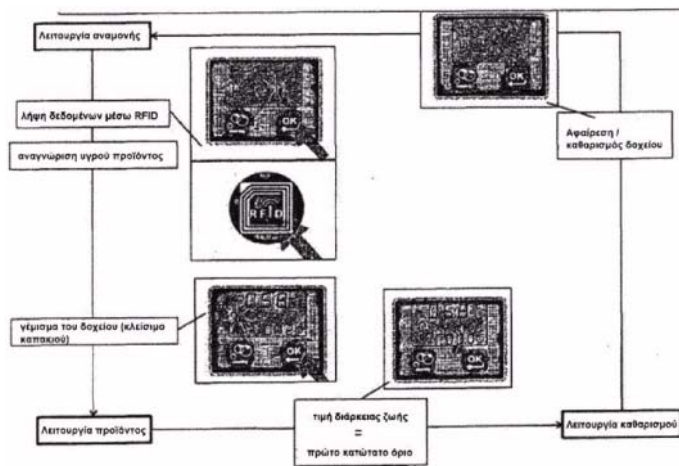 Λειτουργία αναμονής
λήψη δεδομένων μέσω RFID
αναγνώριση υγρού προϊόντος
OK
OK
Αφαίρεση /
καθαρισμός δοχείου
RFID
γέμισμα του δοχείου (κλείσιμο
καπακιού)
OK
OK
Λειτουργία προϊόντος
τιμή διάρκειας ζωής
=
πρώτο κατώτατο όριο
Λειτουργία καθαρισμού